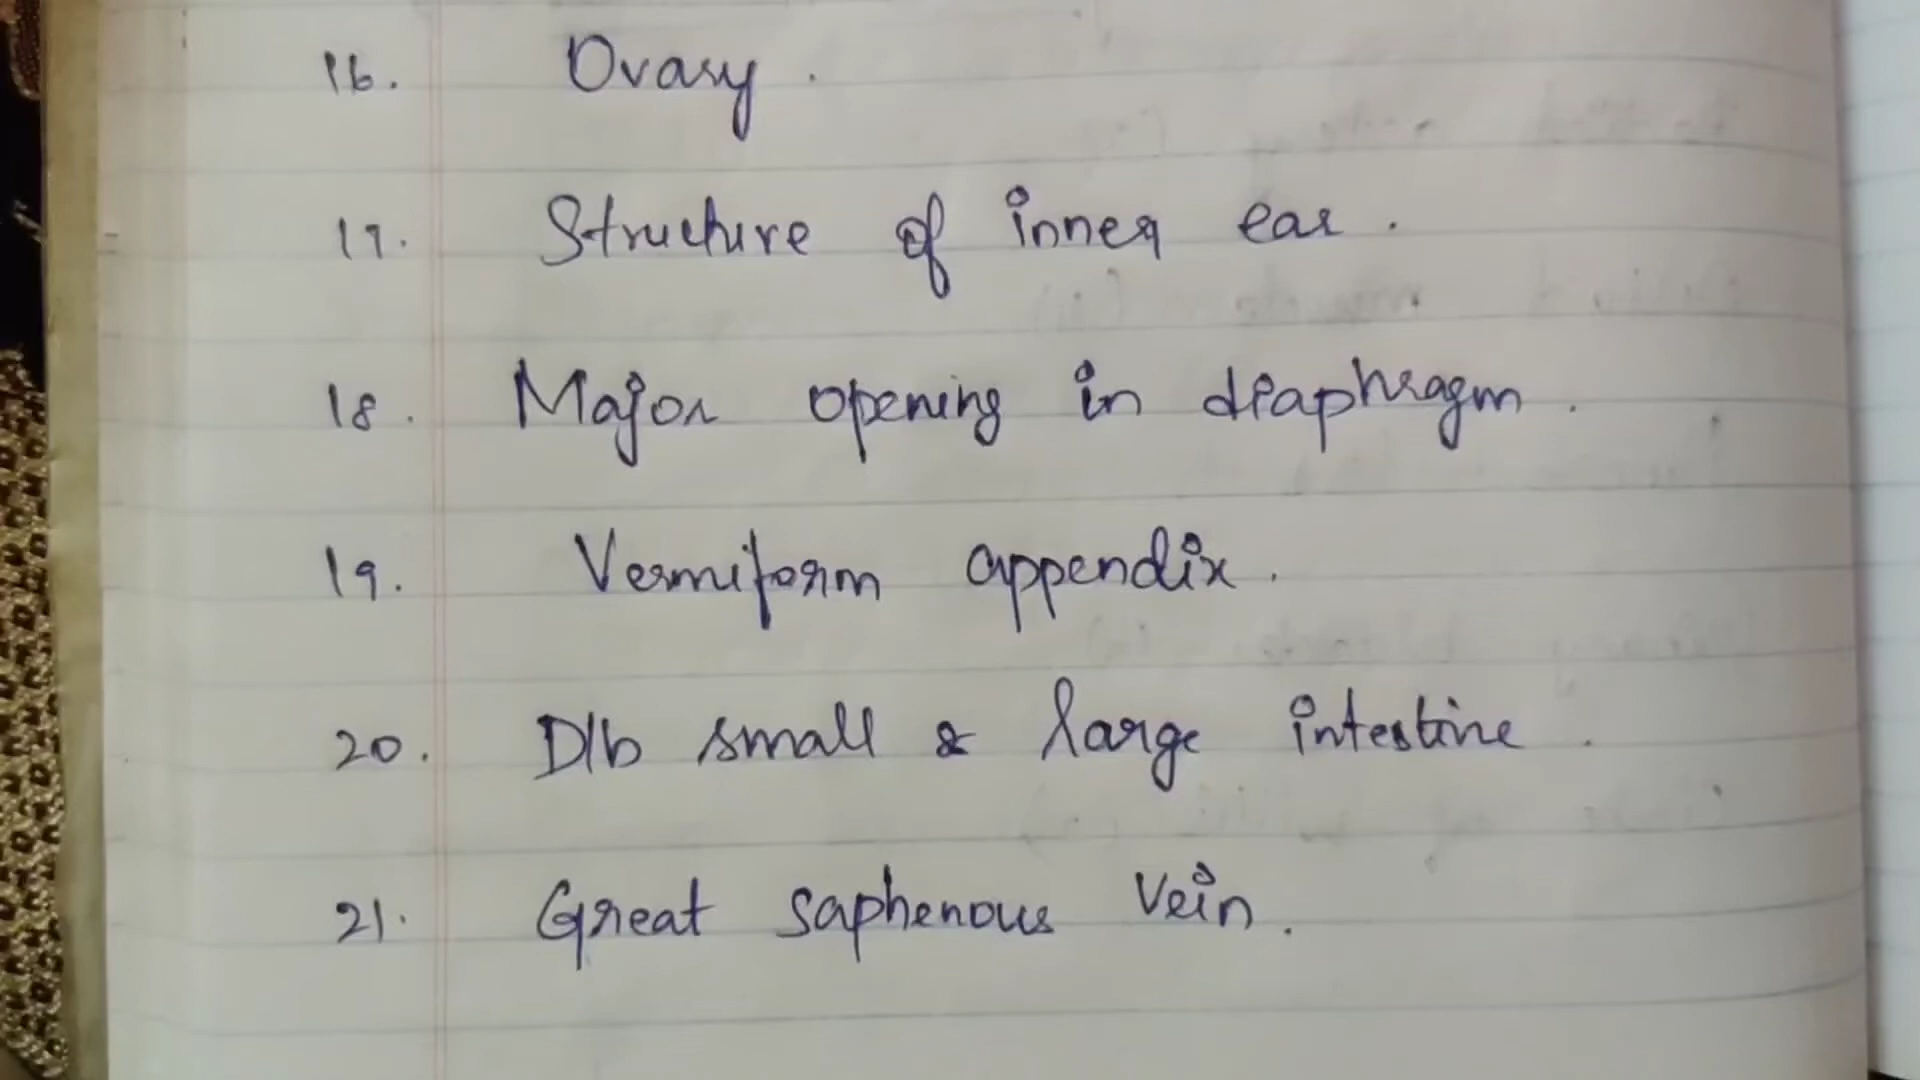 16. Ovary.
17. Structure of inner ear.
18. Major opening in diaphragm.
19. Vermiform appendix.
20. D/b small & large intestine.
21. Great saphenous vein.